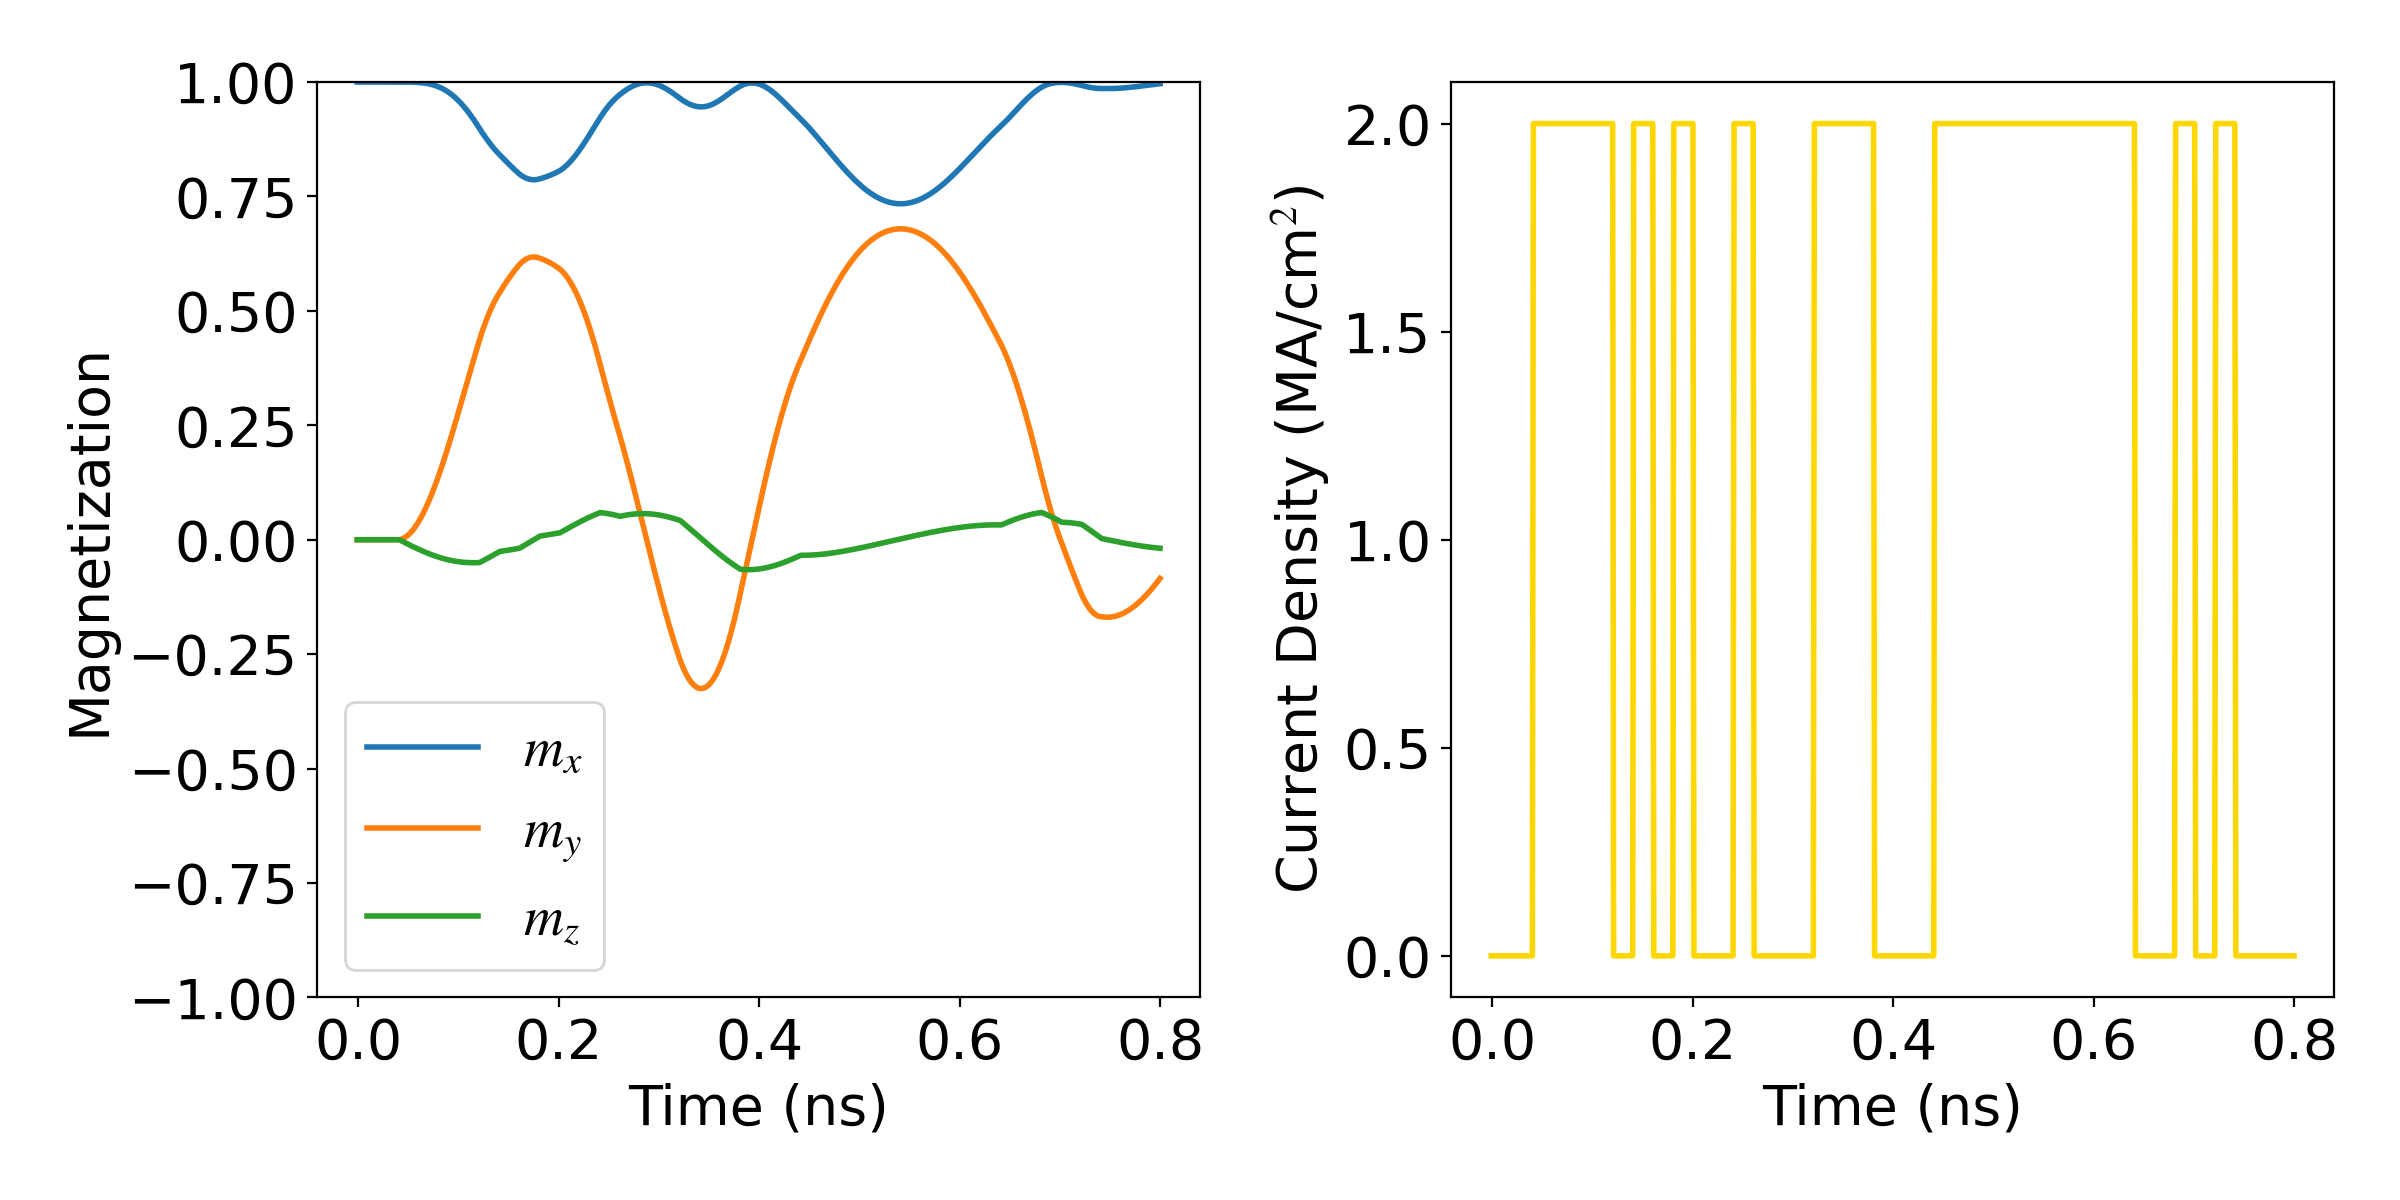 1.00
0.75
0.50
0.25
0.00
−0.25
−0.50
−0.75
−1.00
Magnetization
m_x
m_y
m_z
0.0 0.2 0.4 0.6 0.8
Time (ns)
2.0
1.5
1.0
0.5
0.0
Current Density (MA/cm²)
0.0 0.2 0.4 0.6 0.8
Time (ns)